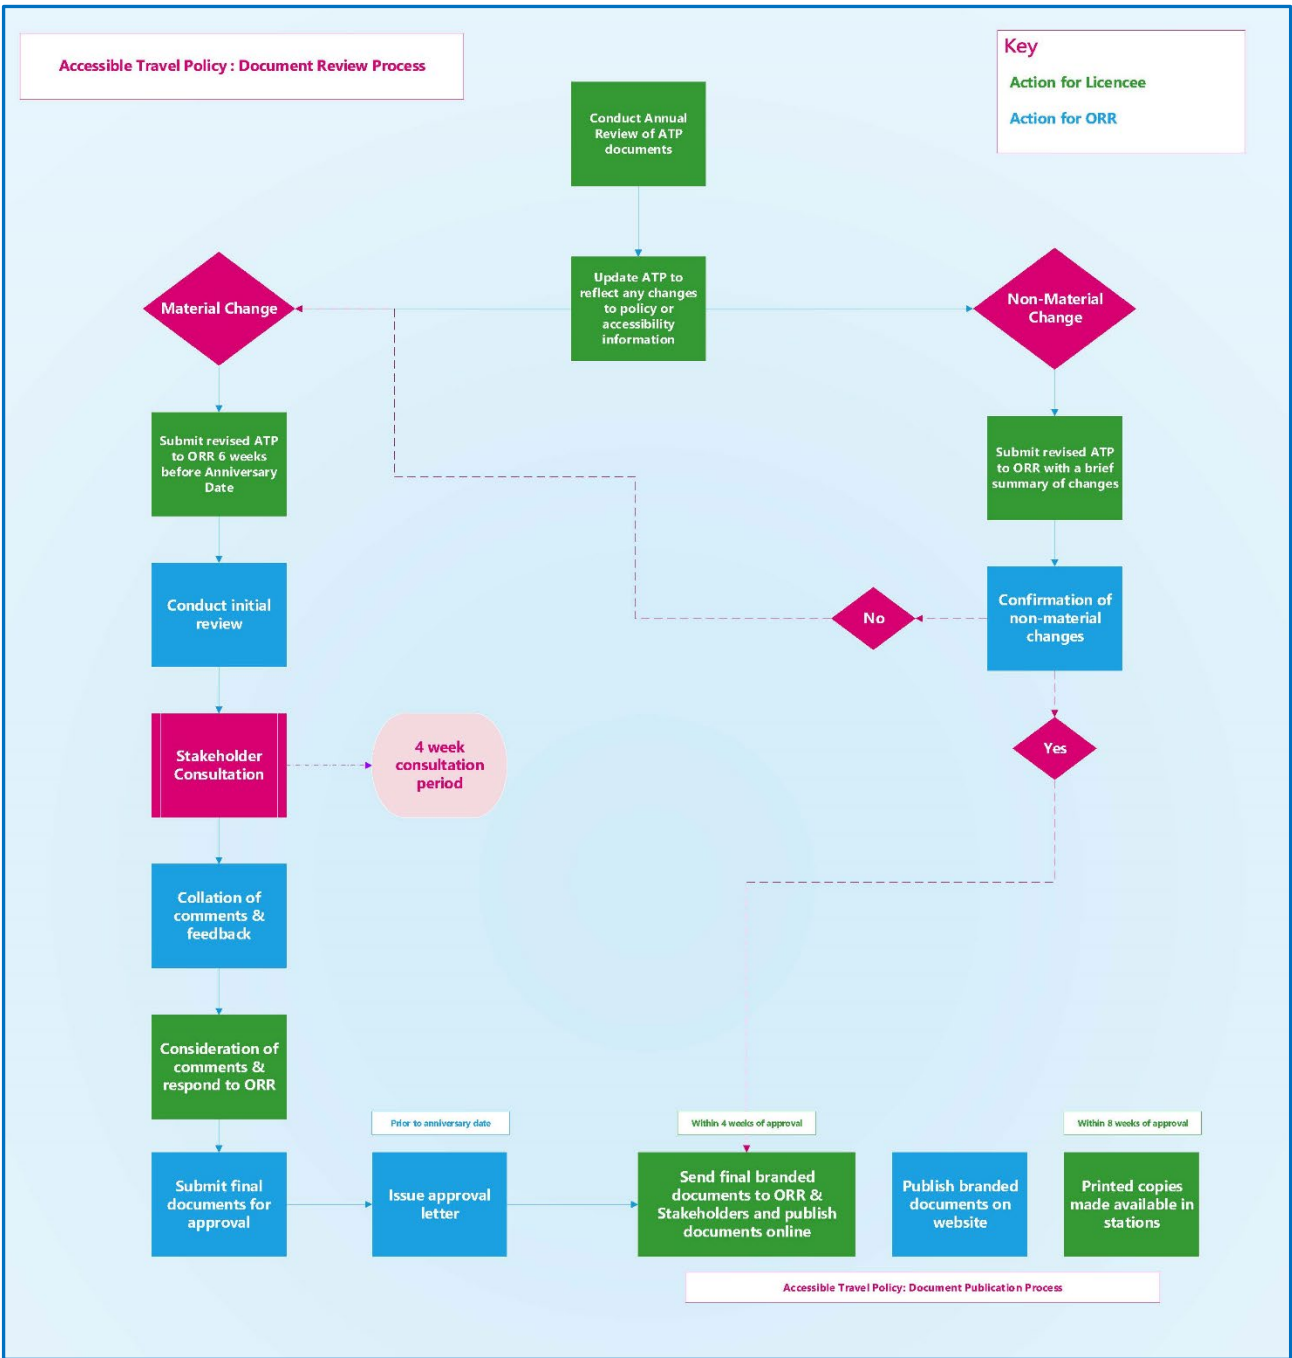 Accessible Travel Policy : Document Review Process
Key
Action for Licencee
Action for ORR
Conduct Annual
Review of ATP
documents
Material Change
Update ATP to
reflect any changes
to policy or
accessibility
information
Non-Material
Change
Submit revised ATP
to ORR 6 weeks
before Anniversary
Date
Submit revised ATP
to ORR with a brief
summary of changes
Conduct initial
review
No
Confirmation of
non-material
changes
Stakeholder
Consultation
4 week
consultation
period
Yes
Collation of
comments &
feedback
Consideration of
comments &
respond to ORR
Prior to anniversary date
Within 4 weeks of approval
Within 8 weeks of approval
Submit final
documents for
approval
Issue approval
letter
Send final branded
documents to ORR &
Stakeholders and publish
documents online
Publish branded
documents on
website
Printed copies
made available in
stations
Accessible Travel Policy: Document Publication Process